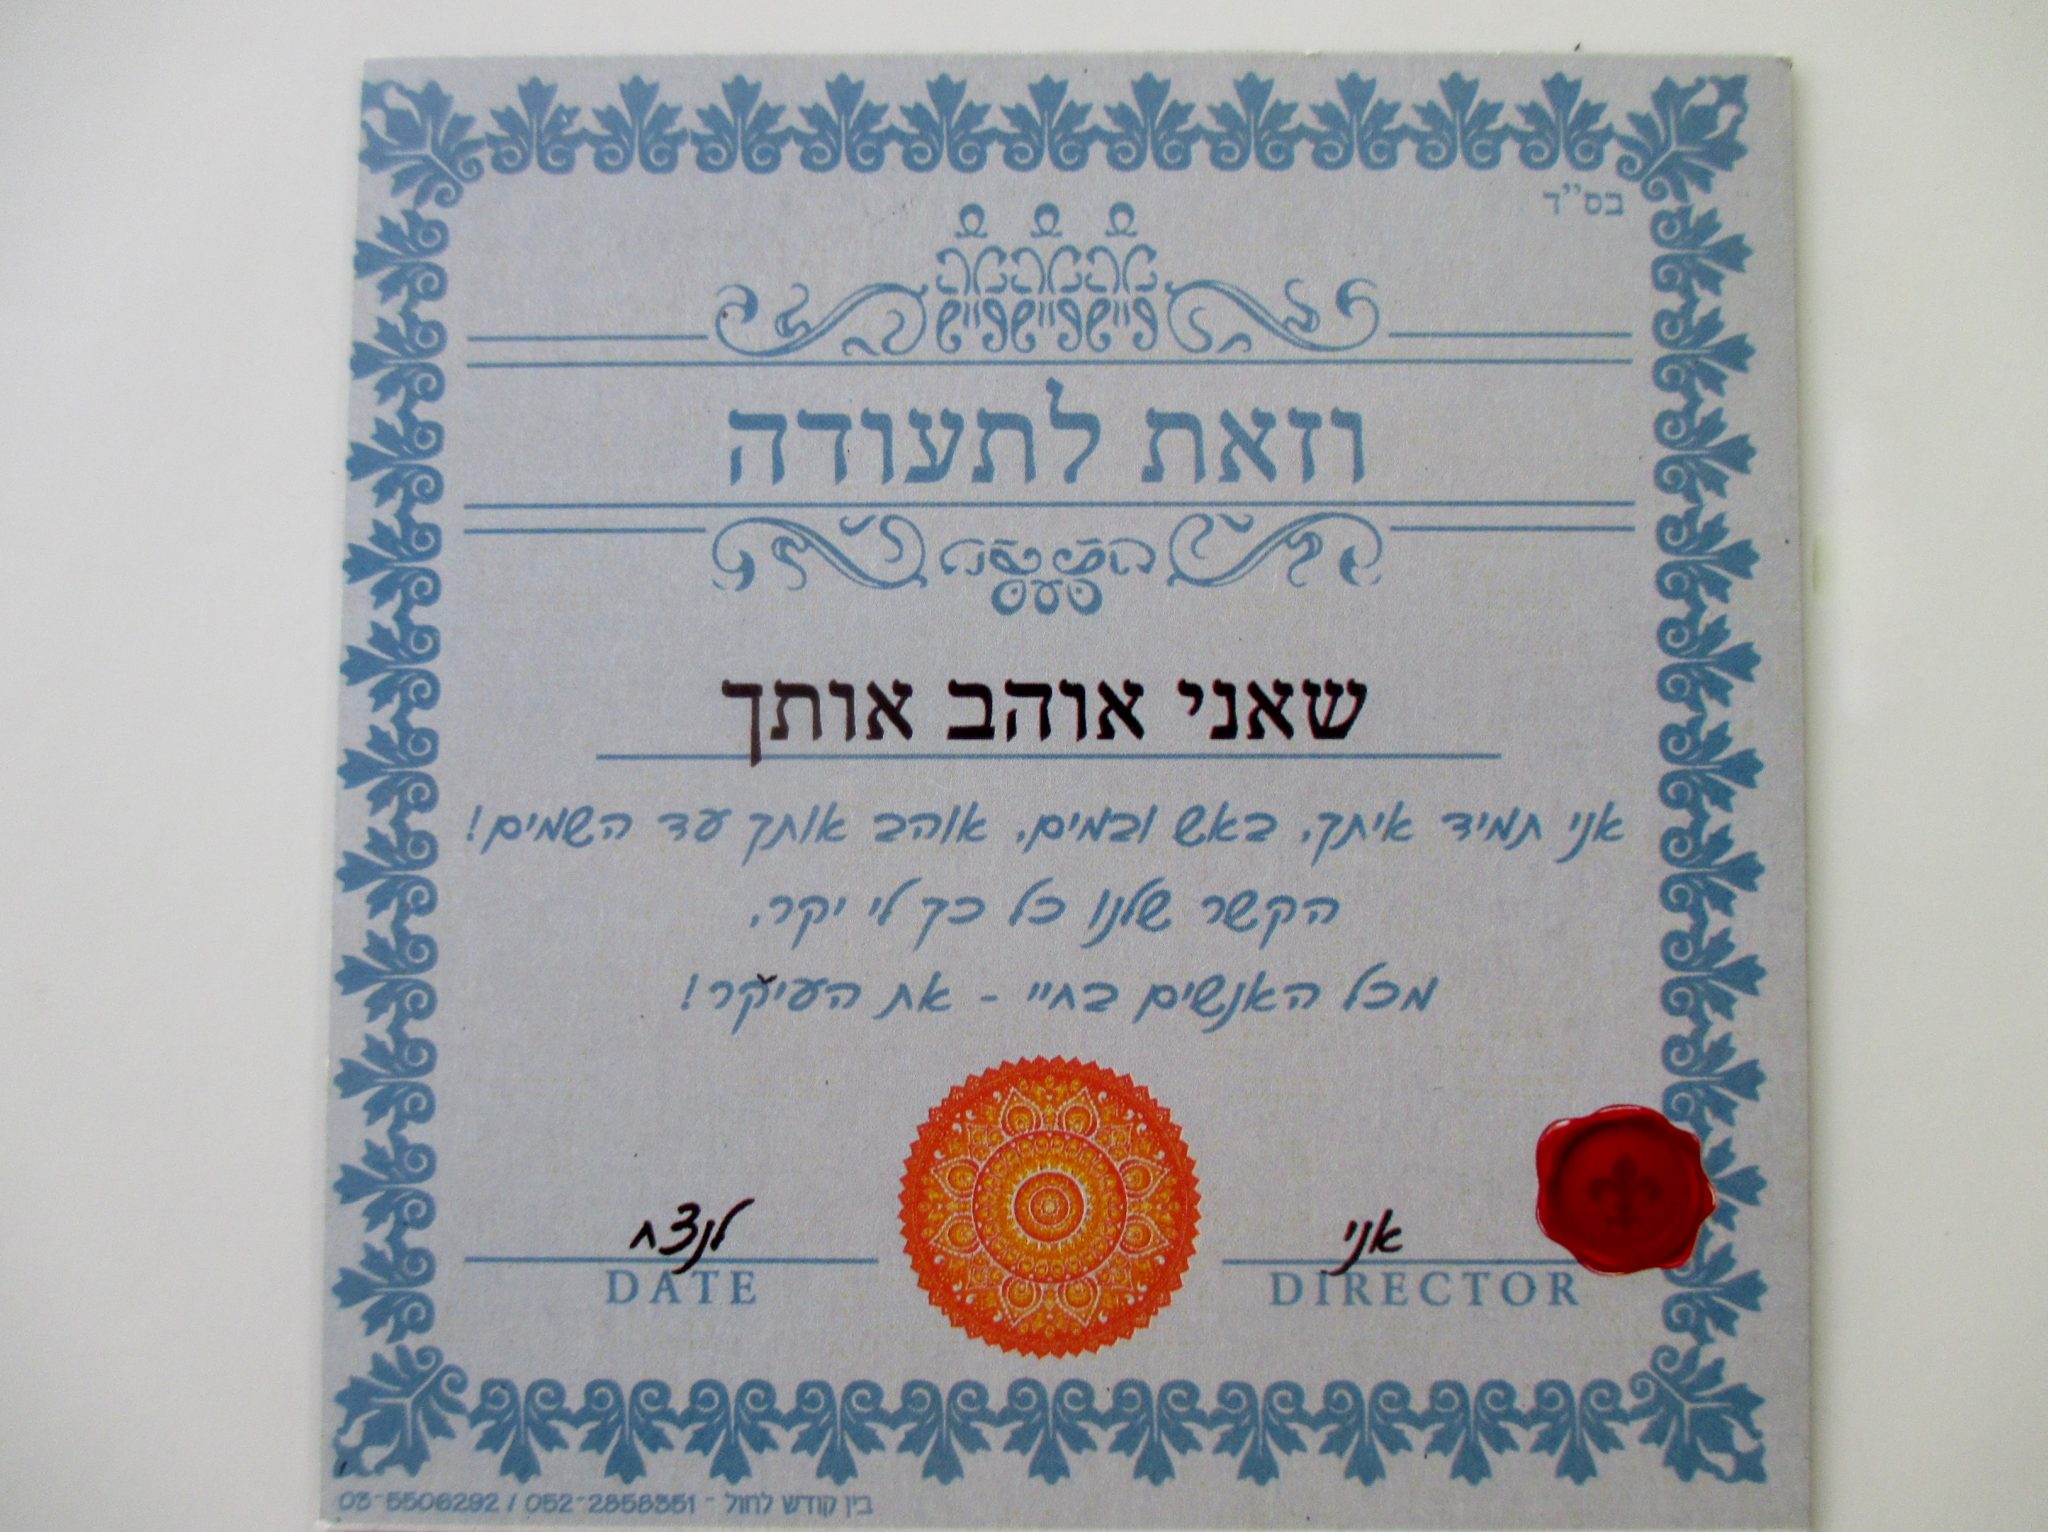 בס"ד
וזאת לתעודה
שאני אוהב אותך
אני תמיד איתך, באש ובמים, אוהב אותך עד השמים!
הקשר שלנו כל כך לי יקר,
מכל האנשים בחיי - את העיקר!
לנצח
אני
DATE
DIRECTOR
בין קודש לחול - 052-2858351 / 03-5506292